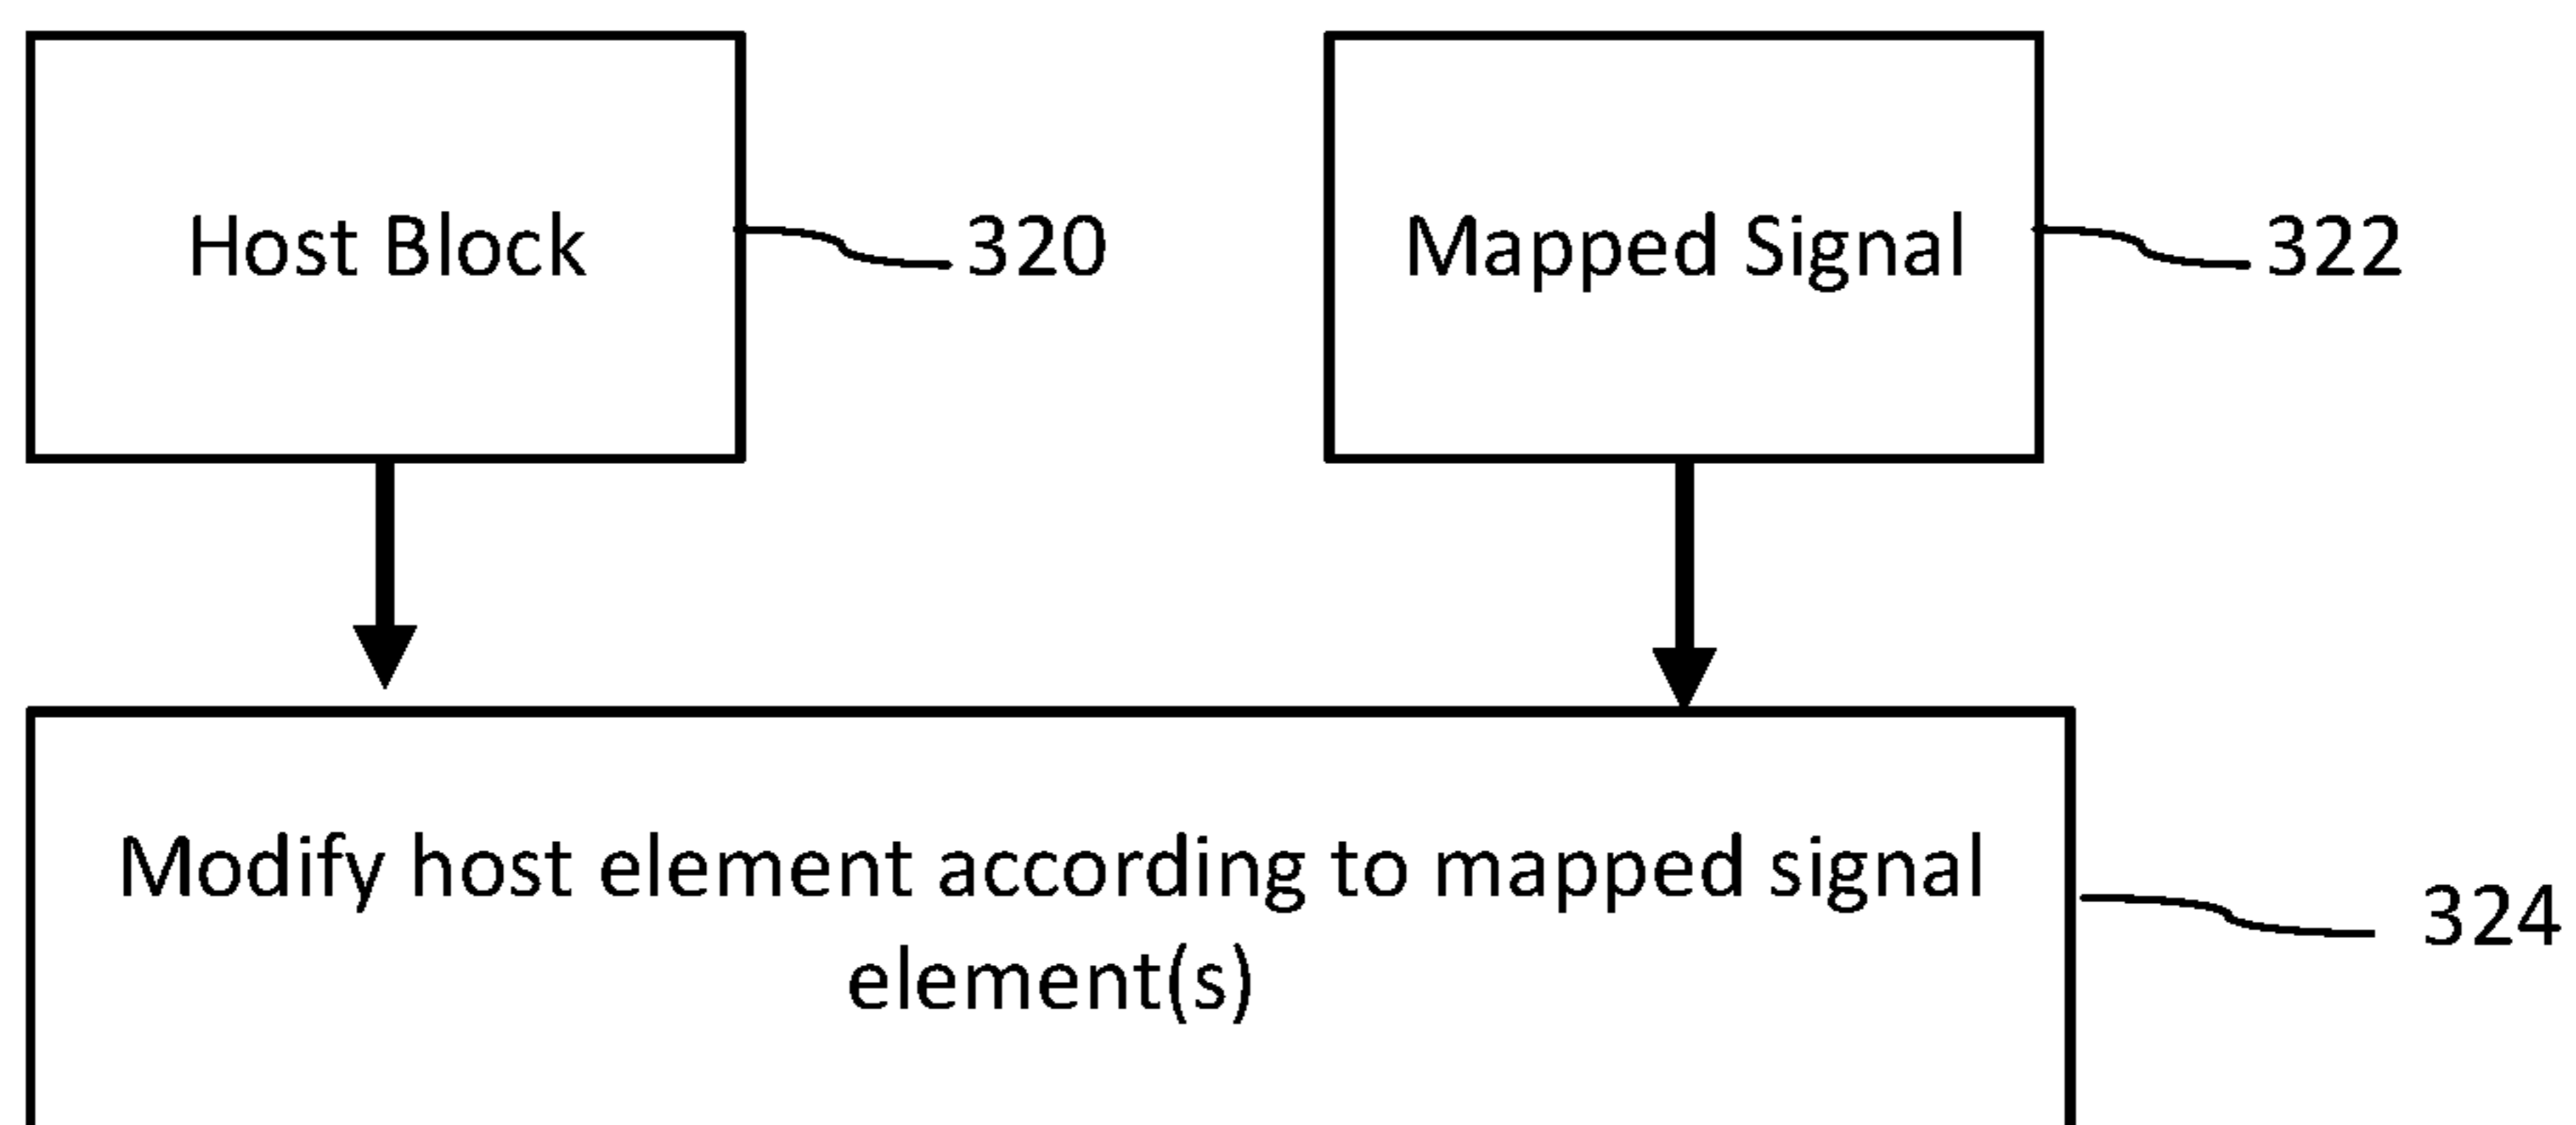 Host Block
320
Mapped Signal
322
Modify host element according to mapped signal
element(s)
324